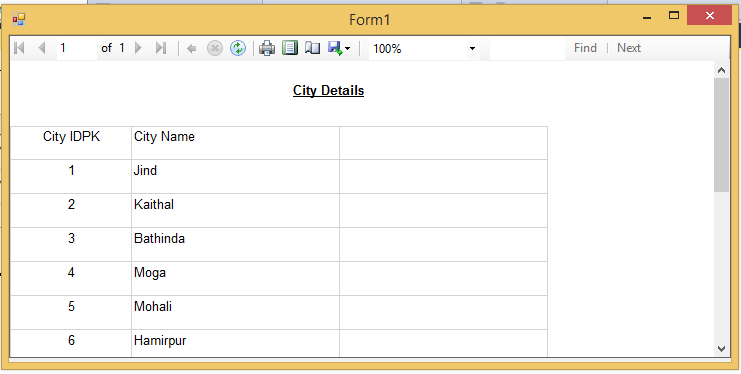 Form1
1 of 1 100% Find | Next
City Details
City IDPK City Name
1 Jind
2 Kaithal
3 Bathinda
4 Moga
5 Mohali
6 Hamirpur